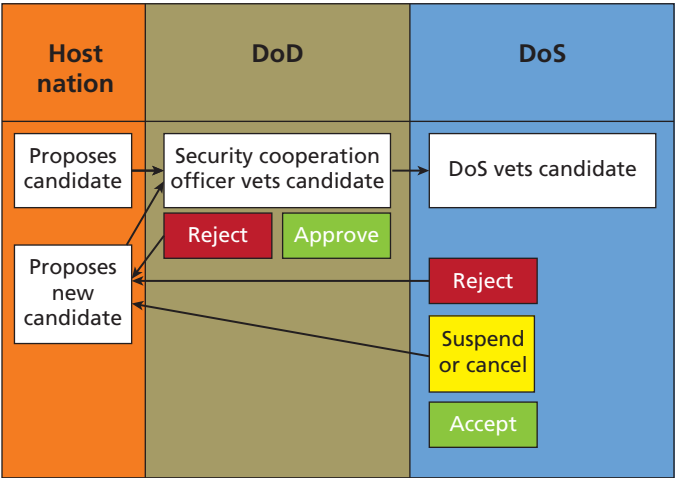 Host
nation
DoD
DoS
Proposes
candidate
Security cooperation
officer vets candidate
DoS vets candidate
Reject
Approve
Proposes
new
candidate
Reject
Suspend
or cancel
Accept